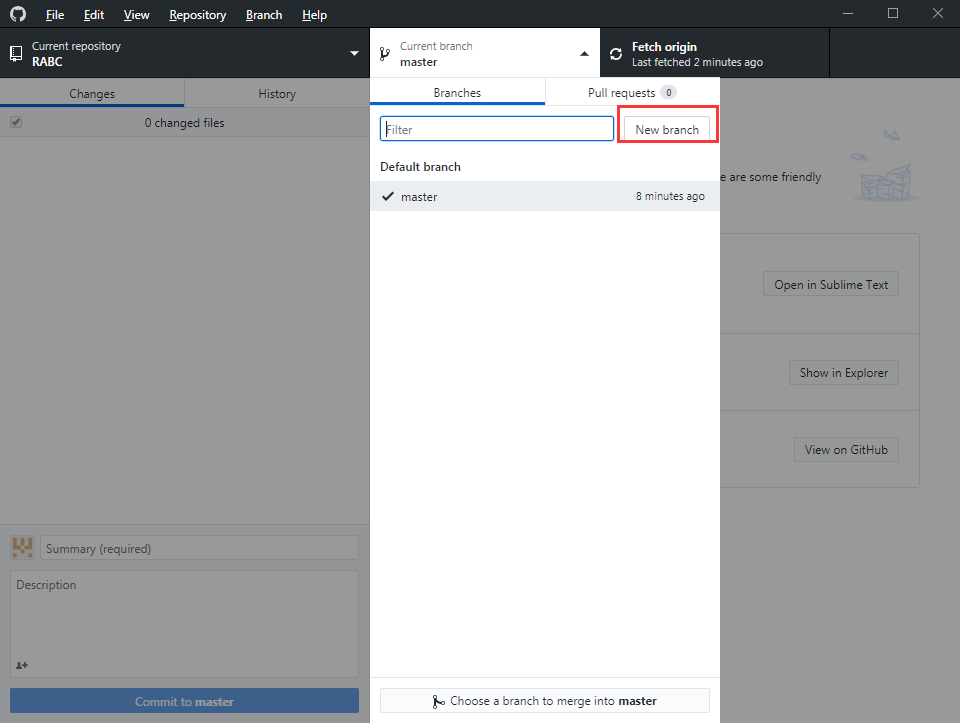 File Edit View Repository Branch Help
Current repository
RABC
Current branch
master
Fetch origin
Last fetched 2 minutes ago
Changes
History
0 changed files
Branches
Pull requests 0
Filter
New branch
Default branch
master
8 minutes ago
e are some friendly
Open in Sublime Text
Show in Explorer
View on GitHub
Summary (required)
Description
Commit to master
Choose a branch to merge into master